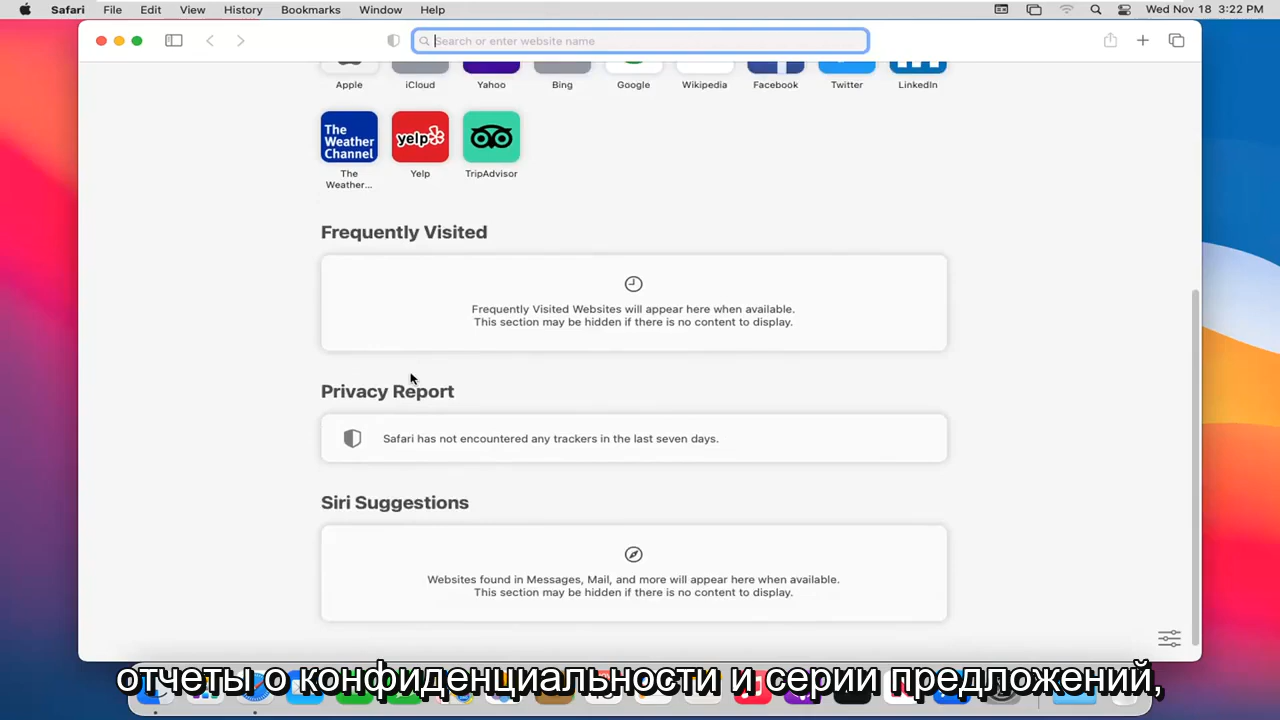 Safari File Edit View History Bookmarks Window Help Wed Nov 18 3:22 PM
Search or enter website name
Apple iCloud Yahoo Bing Google Wikipedia Facebook Twitter LinkedIn
The
Weather
Channel
yelp
The
Weather...
Yelp TripAdvisor
Frequently Visited
Frequently Visited Websites will appear here when available.
This section may be hidden if there is no content to display.
Privacy Report
Safari has not encountered any trackers in the last seven days.
Siri Suggestions
Websites found in Messages, Mail, and more will appear here when available.
This section may be hidden if there is no content to display.
отчеты о конфиденциальности и серии предложений,